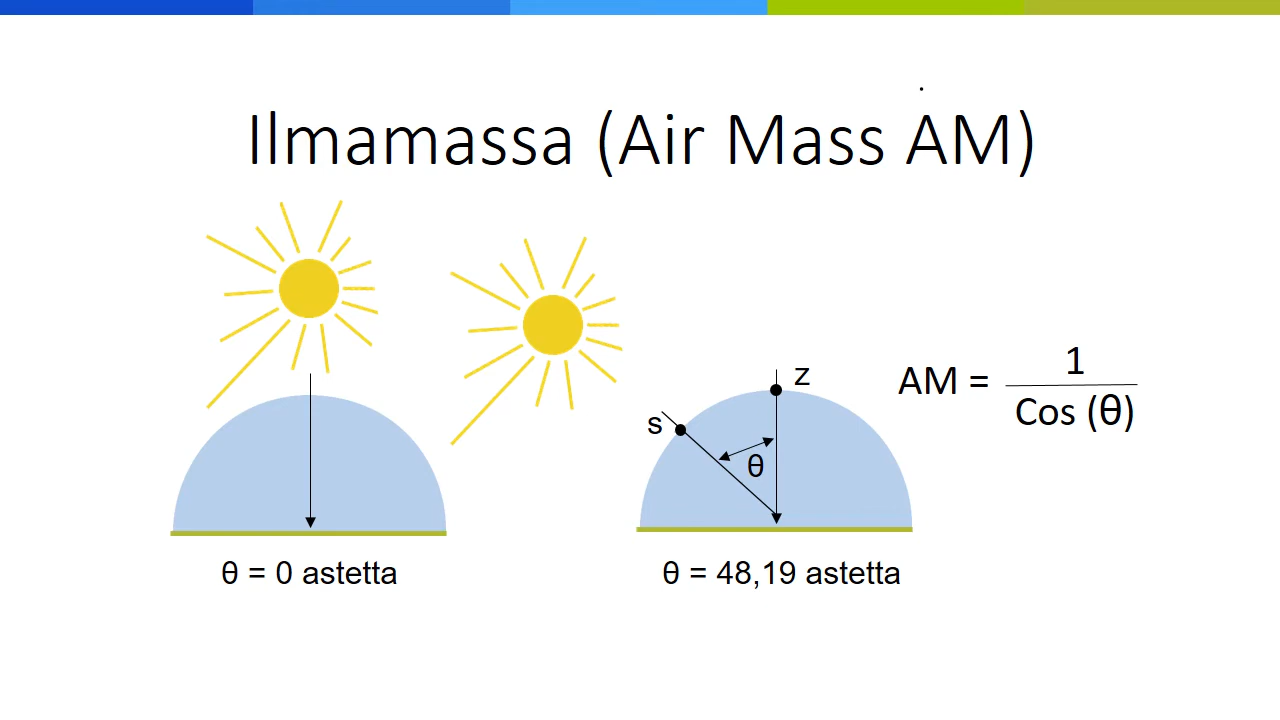 Ilmamassa (Air Mass AM)
z
s
θ
AM = 1
Cos (θ)
θ = 0 astetta
θ = 48,19 astetta